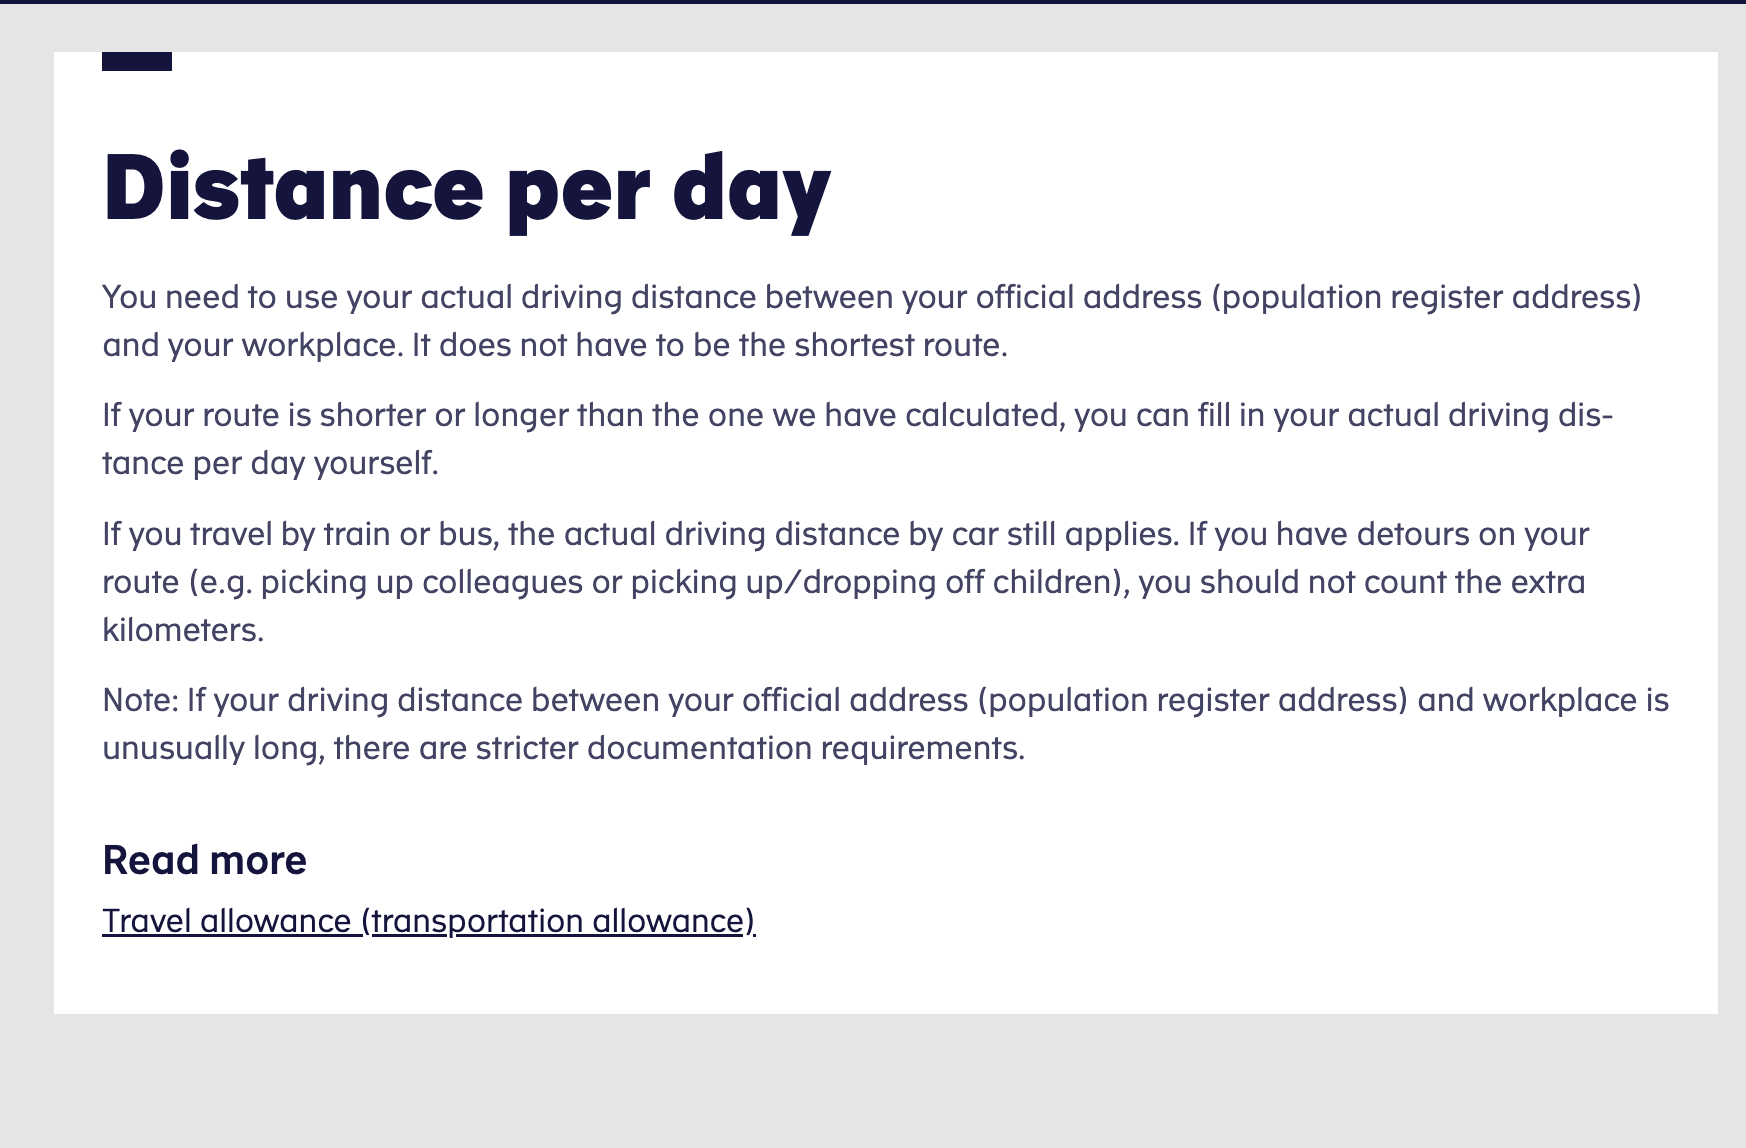 Distance per day
You need to use your actual driving distance between your official address (population register address)
and your workplace. It does not have to be the shortest route.
If your route is shorter or longer than the one we have calculated, you can fill in your actual driving dis-
tance per day yourself.
If you travel by train or bus, the actual driving distance by car still applies. If you have detours on your
route (e.g. picking up colleagues or picking up/dropping off children), you should not count the extra
kilometers.
Note: If your driving distance between your official address (population register address) and workplace is
unusually long, there are stricter documentation requirements.
Read more
Travel allowance (transportation allowance)